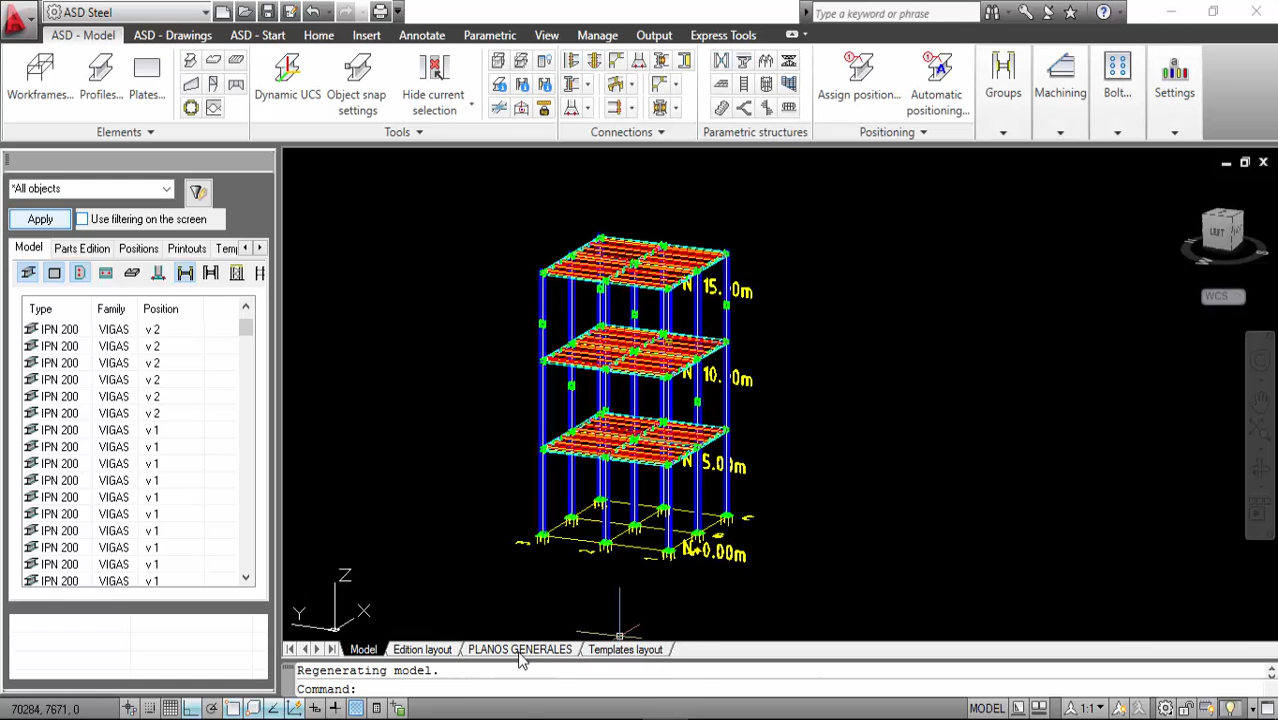 ASD Steel
Type a keyword or phrase
ASD - Model ASD - Drawings ASD - Start Home Insert Annotate Parametric View Manage Output Express Tools
Workframes... Profiles... Plates...
Dynamic UCS Object snap settings Hide current selection
Assign position... Automatic positioning...
Groups Machining Bolt... Settings
Elements Tools Connections Parametric structures Positioning
*All objects
Apply Use filtering on the screen
Model Parts Edition Positions Printouts Tem
Type Family Position
IPN 200 VIGAS v 2
IPN 200 VIGAS v 2
IPN 200 VIGAS v 2
IPN 200 VIGAS v 2
IPN 200 VIGAS v 2
IPN 200 VIGAS v 2
IPN 200 VIGAS v 1
IPN 200 VIGAS v 1
IPN 200 VIGAS v 1
IPN 200 VIGAS v 1
IPN 200 VIGAS v 1
IPN 200 VIGAS v 1
IPN 200 VIGAS v 1
IPN 200 VIGAS v 1
IPN 200 VIGAS v 1
IPN 200 VIGAS v 1
LEFT
WCS
N+0.00m
Z
Y X
Model Edition layout PLANOS GENERALES Templates layout
Regenerating model.
Command:
70284, 7671, 0
MODEL 1:1